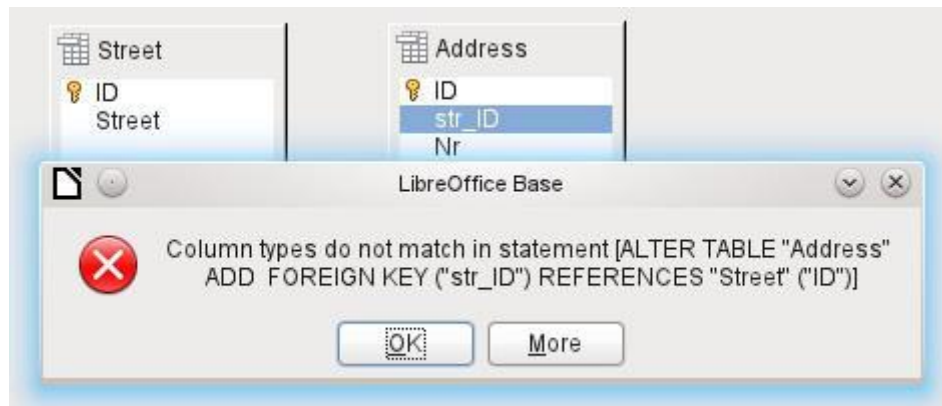 Street
ID
Street
Address
ID
str_ID
Nr
LibreOffice Base
Column types do not match in statement [ALTER TABLE "Address"
ADD  FOREIGN KEY ("str_ID") REFERENCES "Street" ("ID")]
OK
More